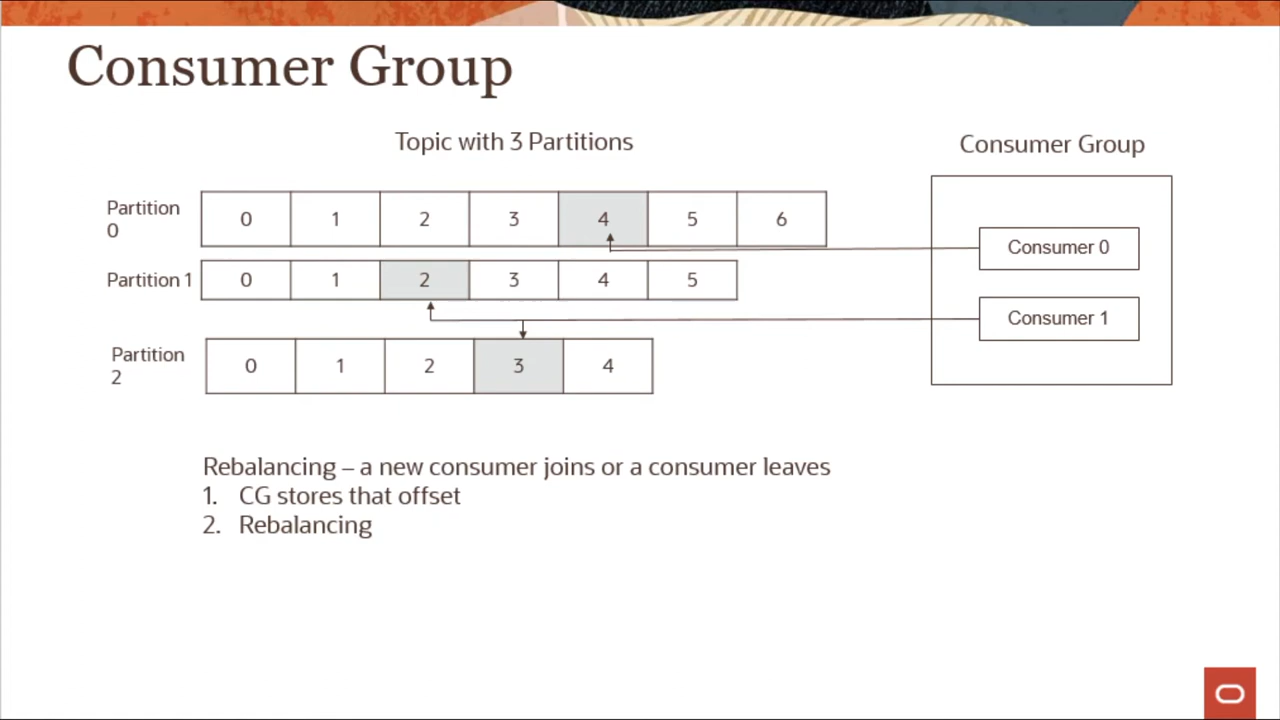 Consumer Group
Topic with 3 Partitions
Consumer Group
Partition
0
0 1 2 3 4 5 6
Consumer 0
Partition 1
0 1 2 3 4 5
Consumer 1
Partition
2
0 1 2 3 4
Rebalancing – a new consumer joins or a consumer leaves
1. CG stores that offset
2. Rebalancing